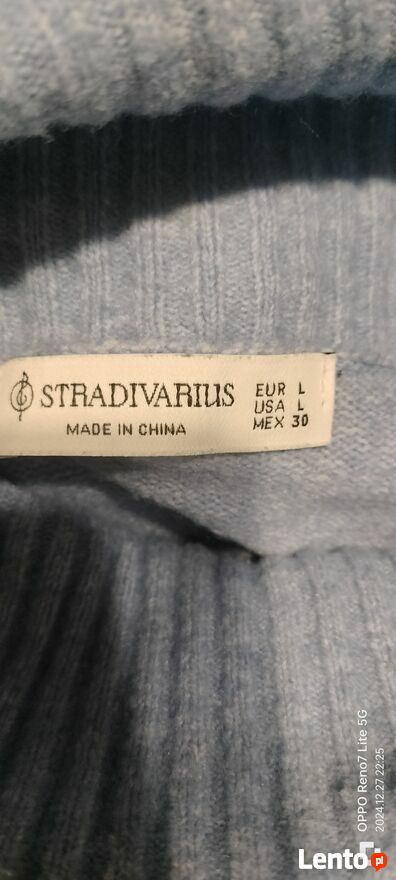 STRADIVARIUS
MADE IN CHINA
EUR L
USA L
MEX 30
OPPO Reno7 Lite 5G
2024.12.27 22:25
Lento.pl